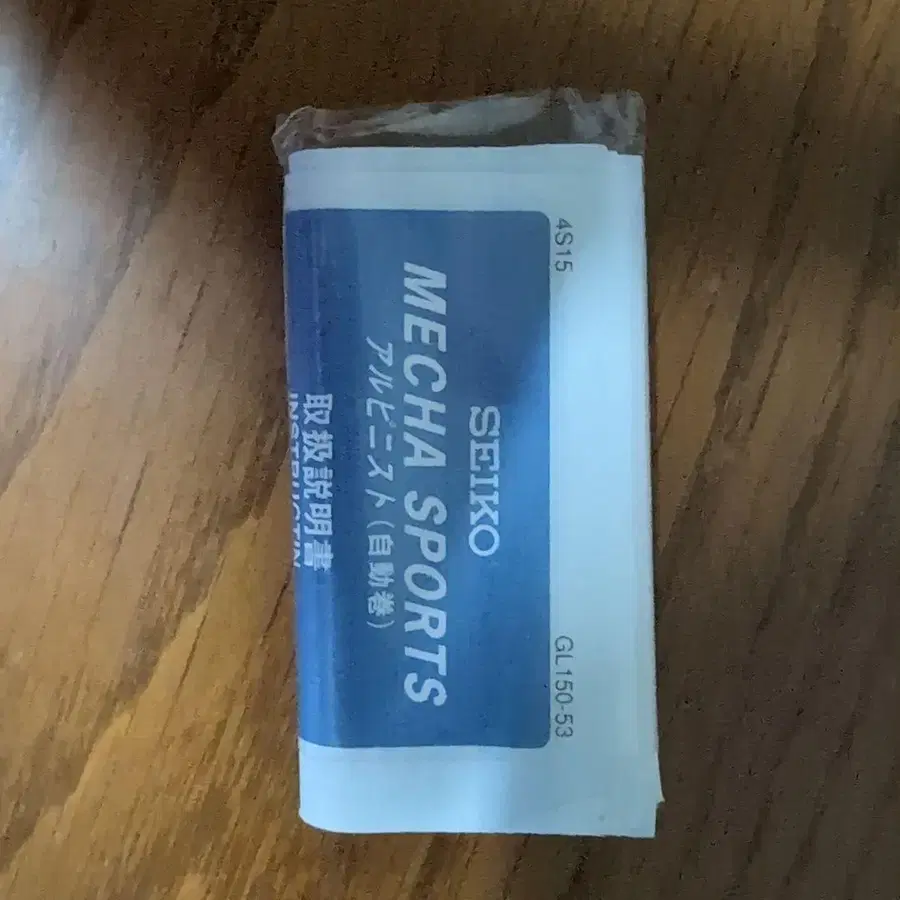 4S15
GL150-53
SEIKO
MECHA SPORTS
アルピニスト(自動巻)
取扱説明書
INSTRUCTIN